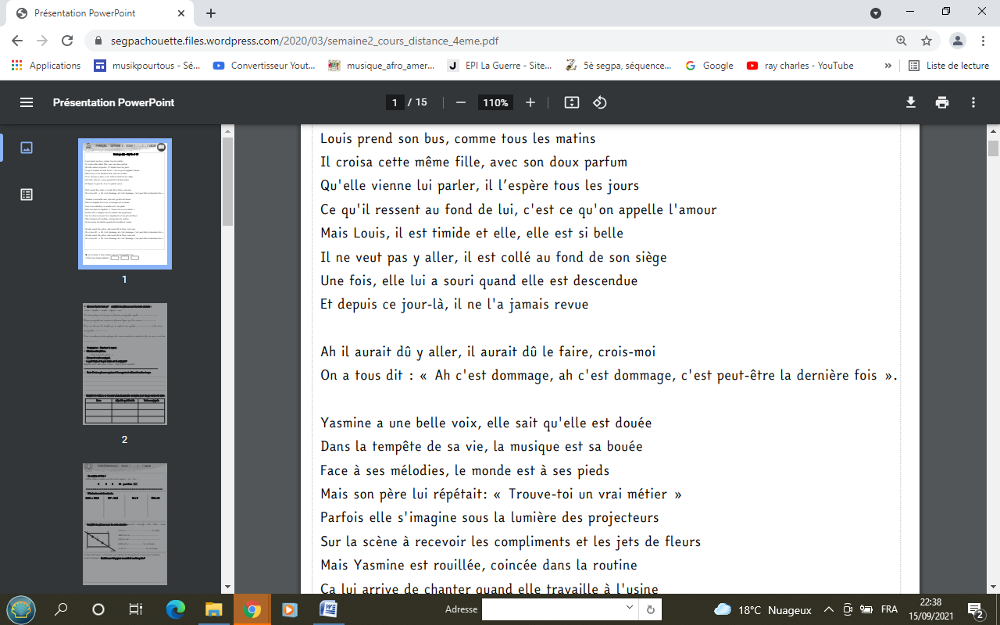 Présentation PowerPoint
segpachouette.files.wordpress.com/2020/03/semaine2_cours_distance_4eme.pdf
Applications
musikpourtous - Sé...
Convertisseur Yout...
musique_afro_amer...
EPI La Guerre - Site...
5è segpa, séquence...
Google
ray charles - YouTube
»
Liste de lecture
Présentation PowerPoint
1 / 15
110%
Louis prend son bus, comme tous les matins
Il croisa cette même fille, avec son doux parfum
Qu'elle vienne lui parler, il l’espère tous les jours
Ce qu'il ressent au fond de lui, c'est ce qu'on appelle l'amour
Mais Louis, il est timide et elle, elle est si belle
Il ne veut pas y aller, il est collé au fond de son siège
Une fois, elle lui a souri quand elle est descendue
Et depuis ce jour-là, il ne l'a jamais revue
Ah il aurait dû y aller, il aurait dû le faire, crois-moi
On a tous dit : « Ah c'est dommage, ah c'est dommage, c'est peut-être la dernière fois ».
Yasmine a une belle voix, elle sait qu'elle est douée
Dans la tempête de sa vie, la musique est sa bouée
Face à ses mélodies, le monde est à ses pieds
Mais son père lui répétait: « Trouve-toi un vrai métier »
Parfois elle s'imagine sous la lumière des projecteurs
Sur la scène à recevoir les compliments et les jets de fleurs
Mais Yasmine est rouillée, coincée dans la routine
Ça lui arrive de chanter quand elle travaille à l'usine
1
2
Adresse
18°C Nuageux
FRA
22:38
15/09/2021
2